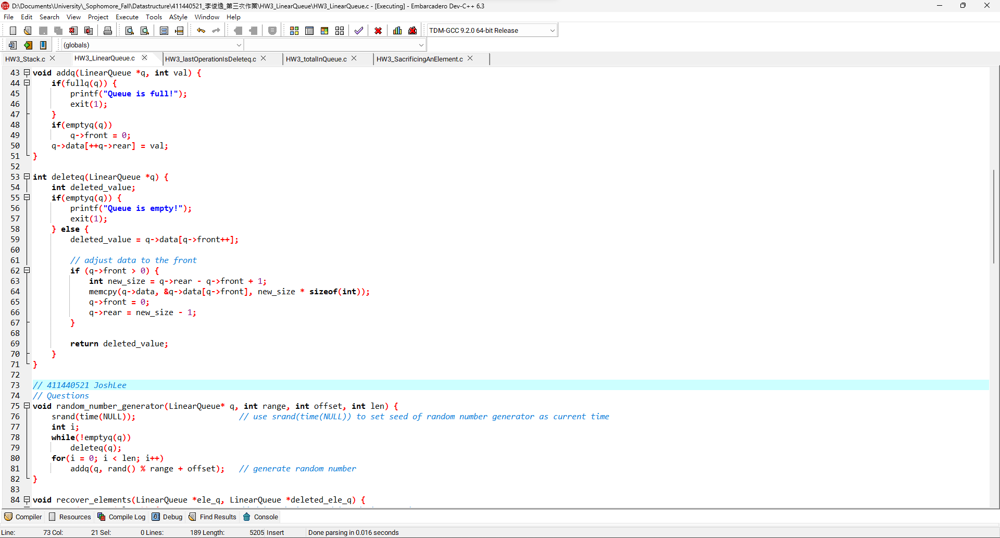 D:\Documents\University\_Sophomore_Fall\Datastructure\411440521_李俊逸_第三次作業\HW3_LinearQueue\HW3_LinearQueue.c - [Executing] - Embarcadero Dev-C++ 6.3
File Edit Search View Project Execute Tools AStyle Window Help
TDM-GCC 9.2.0 64-bit Release
(globals)
HW3_Stack.c HW3_LinearQueue.c HW3_lastOperationIsDeleteq.c HW3_totalInQueue.c HW3_SacrificingAnElement.c
43 void addq(LinearQueue *q, int val) {
44 if(fullq(q)) {
45 printf("Queue is full!");
46 exit(1);
47 }
48 if(emptyq(q))
49 q->front = 0;
50 q->data[++q->rear] = val;
51 }
52
53 int deleteq(LinearQueue *q) {
54 int deleted_value;
55 if(emptyq(q)) {
56 printf("Queue is empty!");
57 exit(1);
58 } else {
59 deleted_value = q->data[q->front++];
60
61 // adjust data to the front
62 if (q->front > 0) {
63 int new_size = q->rear - q->front + 1;
64 memcpy(q->data, &q->data[q->front], new_size * sizeof(int));
65 q->front = 0;
66 q->rear = new_size - 1;
67 }
68
69 return deleted_value;
70 }
71 }
72
73 // 411440521 JoshLee
74 // Questions
75 void random_number_generator(LinearQueue* q, int range, int offset, int len) {
76 srand(time(NULL)); // use srand(time(NULL)) to set seed of random number generator as current time
77 int i;
78 while(!emptyq(q))
79 deleteq(q);
80 for(i = 0; i < len; i++)
81 addq(q, rand() % range + offset); // generate random number
82 }
83
84 void recover_elements(LinearQueue *ele_q, LinearQueue *deleted_ele_q) {
Compiler Resources Compile Log Debug Find Results Console
Line: 73 Col: 21 Sel: 0 Lines: 189 Length: 5205 Insert Done parsing in 0.016 seconds